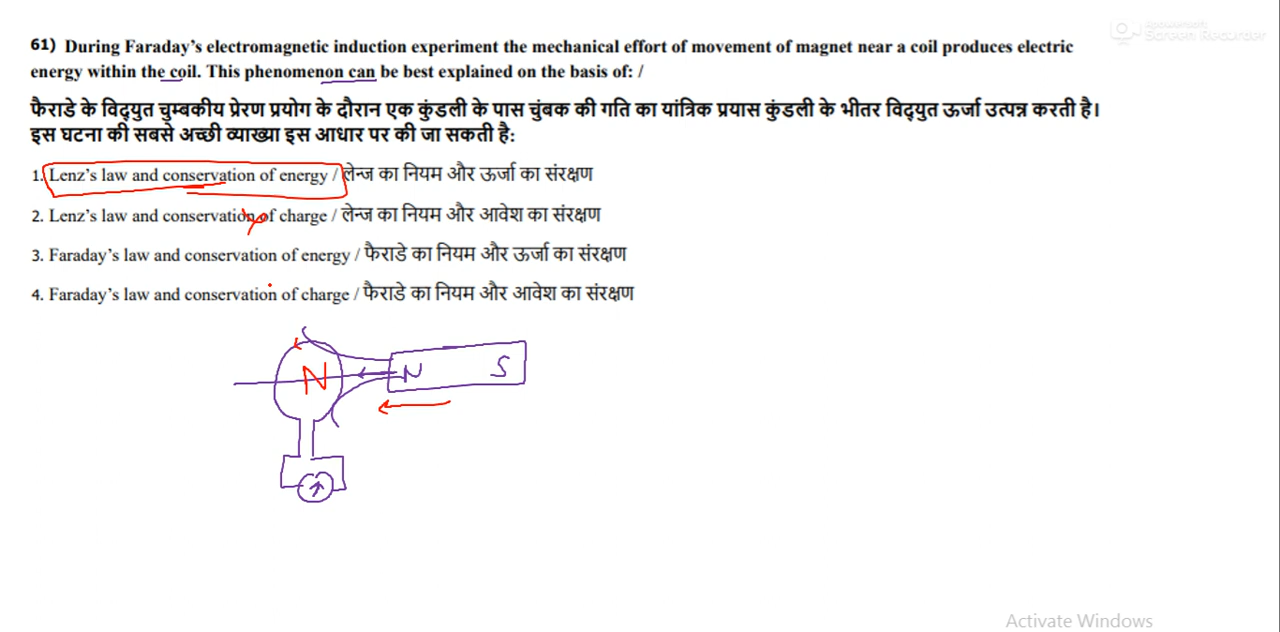 Apowersoft
Screen Recorder
61) During Faraday's electromagnetic induction experiment the mechanical effort of movement of magnet near a coil produces electric
energy within the coil. This phenomenon can be best explained on the basis of: /
फैराडे के विद्युत चुम्बकीय प्रेरण प्रयोग के दौरान एक कुंडली के पास चुंबक की गति का यांत्रिक प्रयास कुंडली के भीतर विद्युत ऊर्जा उत्पन्न करती है।
इस घटना की सबसे अच्छी व्याख्या इस आधार पर की जा सकती है:
1. Lenz's law and conservation of energy / लेन्ज का नियम और ऊर्जा का संरक्षण
2. Lenz's law and conservation of charge / लेन्ज का नियम और आवेश का संरक्षण
3. Faraday's law and conservation of energy / फैराडे का नियम और ऊर्जा का संरक्षण
4. Faraday's law and conservation of charge / फैराडे का नियम और आवेश का संरक्षण
N N S
Activate Windows